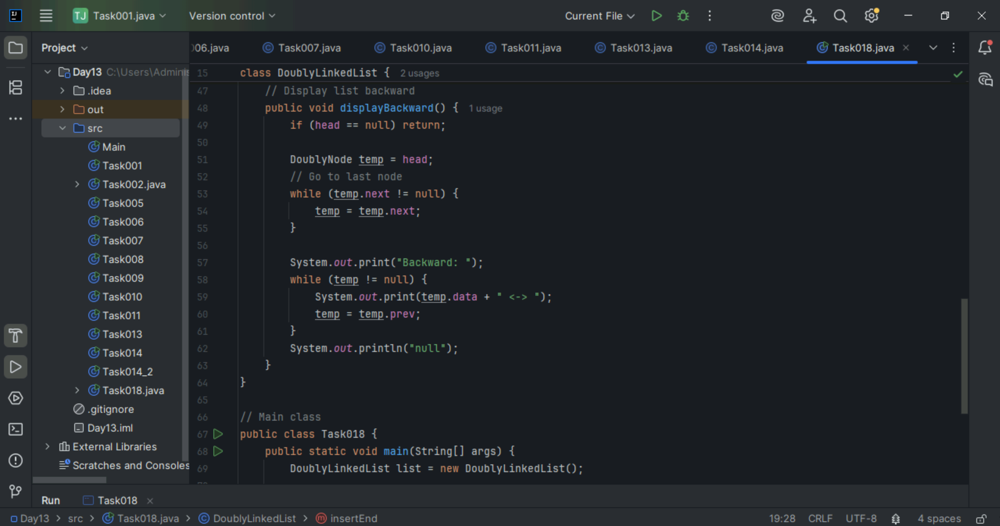 TJ Task001.java Version control Current File
Project
006.java Task007.java Task010.java Task011.java Task013.java Task014.java Task018.java
Day13 C:\Users\Adminis
.idea
out
src
Main
Task001
Task002.java
Task005
Task006
Task007
Task008
Task009
Task010
Task011
Task013
Task014
Task014_2
Task018.java
.gitignore
Day13.iml
External Libraries
Scratches and Consoles
15 class DoublyLinkedList { 2 usages
47 // Display list backward
48 public void displayBackward() { 1 usage
49 if (head == null) return;
50
51 DoublyNode temp = head;
52 // Go to last node
53 while (temp.next != null) {
54 temp = temp.next;
55 }
56
57 System.out.print("Backward: ");
58 while (temp != null) {
59 System.out.print(temp.data + " <-> ");
60 temp = temp.prev;
61 }
62 System.out.println("null");
63 }
64 }
65
66 // Main class
67 public class Task018 {
68 public static void main(String[] args) {
69 DoublyLinkedList list = new DoublyLinkedList();
Run Task018
Day13 > src > Task018.java > DoublyLinkedList > insertEnd 19:28 CRLF UTF-8 4 spaces